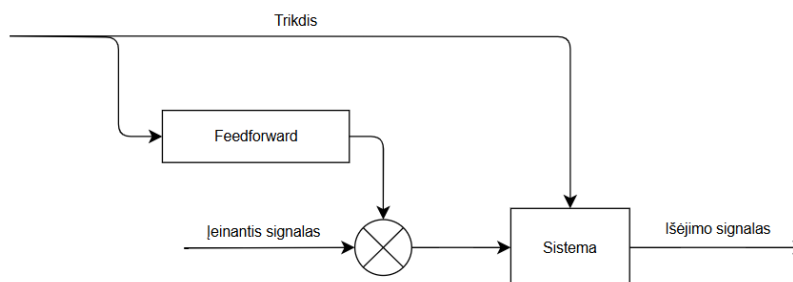 Trikdis
Feedforward
Įeinantis signalas
Sistema
Išėjimo signalas